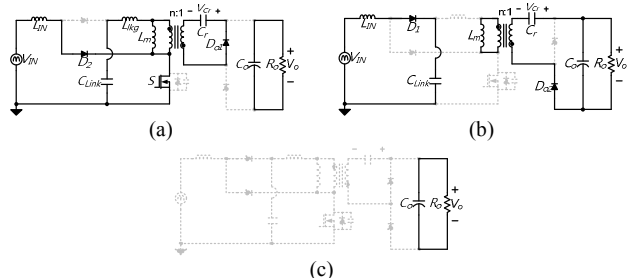 L_IN L_lkg n:1 - V_Cr +
L_m C_r D_o1
V_IN D_2 + C_o R_o V_o -
S C_Link
(a)
L_IN D_1 n:1 - V_Cr +
L_m C_r
V_IN + C_o R_o V_o -
C_Link D_o2
(b)
- +
+ C_o R_o V_o -
(c)